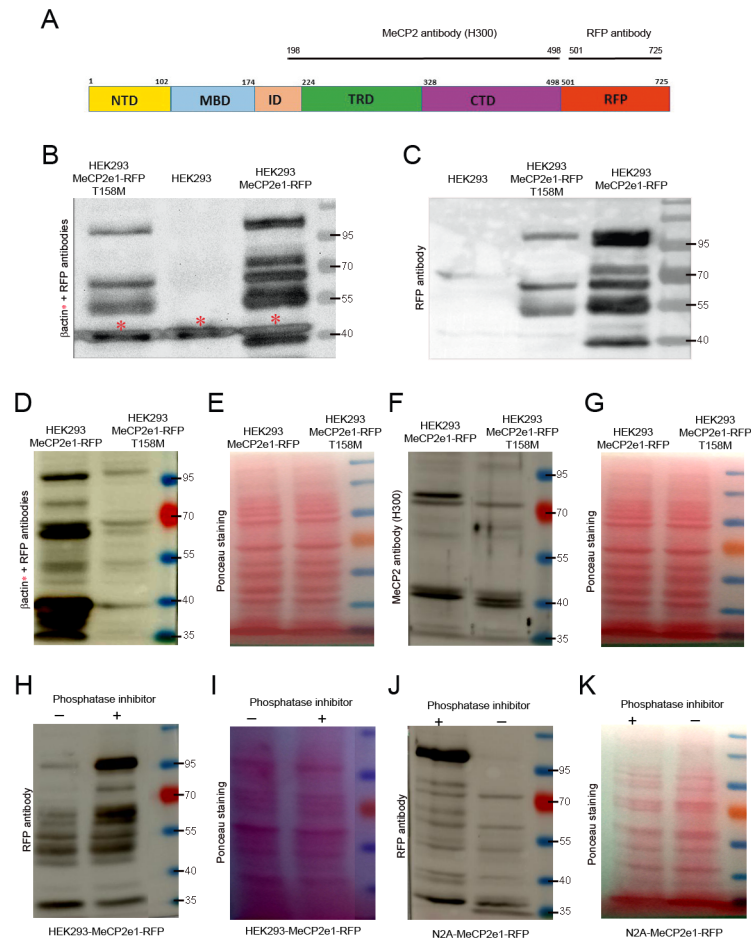 A
MeCP2 antibody (H300)
RFP antibody
198
498
501
725
1
102
174
224
328
498
501
725
NTD
MBD
ID
TRD
CTD
RFP
B
HEK293
MeCP2e1-RFP
T158M
HEK293
HEK293
MeCP2e1-RFP
βactin* + RFP antibodies
* * *
95
70
55
40
C
HEK293
HEK293
MeCP2e1-RFP
T158M
HEK293
MeCP2e1-RFP
RFP antibody
95
70
55
40
D
HEK293
MeCP2e1-RFP
HEK293
MeCP2e1-RFP
T158M
βactin* + RFP antibodies
95
70
55
40
35
E
HEK293
MeCP2e1-RFP
HEK293
MeCP2e1-RFP
T158M
Ponceau staining
F
HEK293
MeCP2e1-RFP
HEK293
MeCP2e1-RFP
T158M
MeCP2 antibody (H300)
95
70
55
40
35
G
HEK293
MeCP2e1-RFP
HEK293
MeCP2e1-RFP
T158M
Ponceau staining
H
Phosphatase inhibitor
− +
RFP antibody
95
70
55
40
35
HEK293-MeCP2e1-RFP
I
Phosphatase inhibitor
− +
Ponceau staining
HEK293-MeCP2e1-RFP
J
Phosphatase inhibitor
+ −
RFP antibody
95
70
55
40
35
N2A-MeCP2e1-RFP
K
Phosphatase inhibitor
+ −
Ponceau staining
N2A-MeCP2e1-RFP